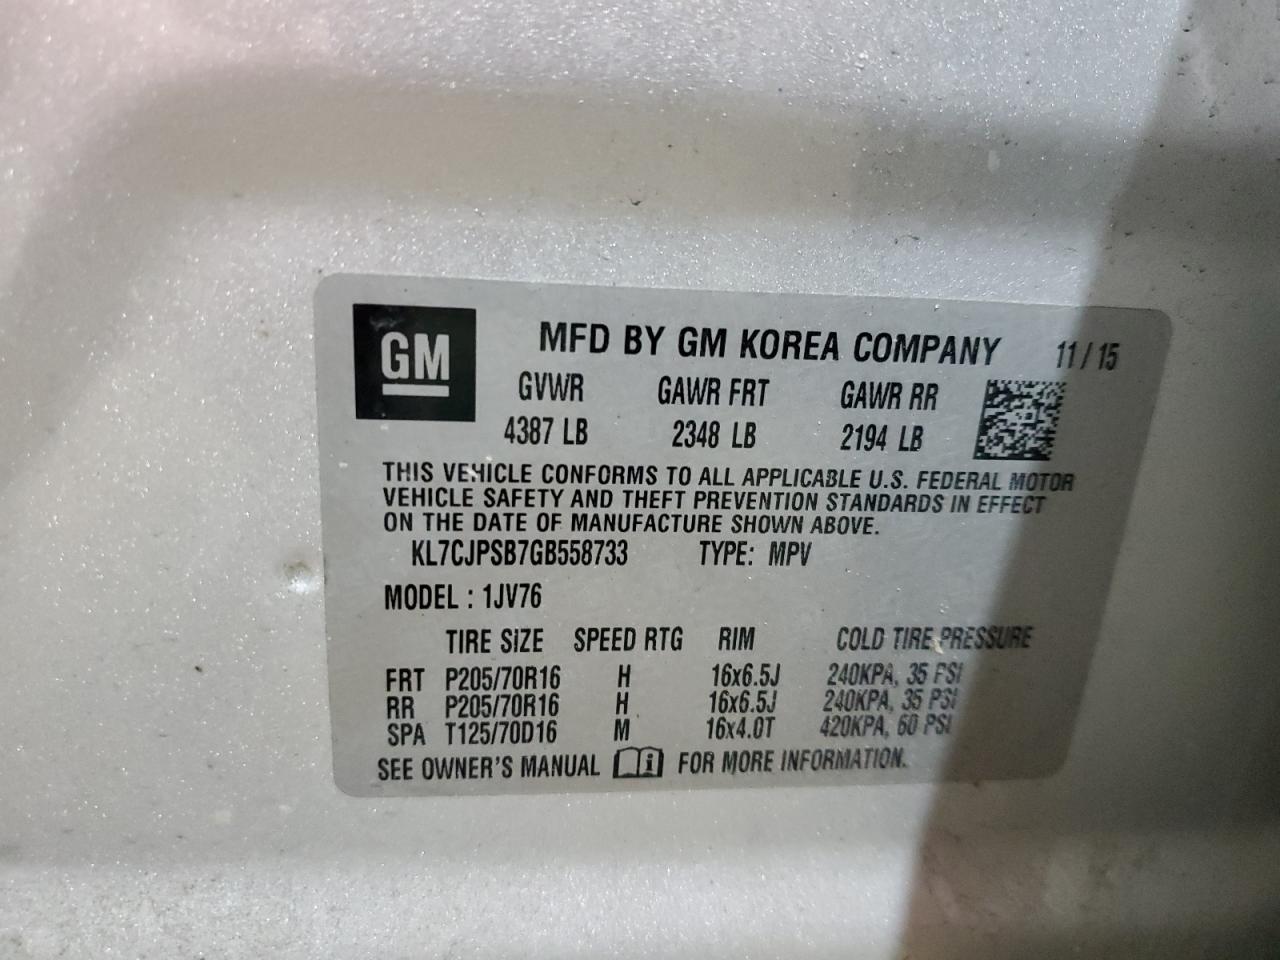 GM
MFD BY GM KOREA COMPANY 11/15
GVWR GAWR FRT GAWR RR
4387 LB 2348 LB 2194 LB
THIS VEHICLE CONFORMS TO ALL APPLICABLE U.S. FEDERAL MOTOR
VEHICLE SAFETY AND THEFT PREVENTION STANDARDS IN EFFECT
ON THE DATE OF MANUFACTURE SHOWN ABOVE.
KL7CJPSB7GB558733 TYPE: MPV
MODEL : 1JV76
TIRE SIZE SPEED RTG RIM COLD TIRE PRESSURE
FRT P205/70R16 H 16x6.5J 240KPA, 35 PSI
RR P205/70R16 H 16x6.5J 240KPA, 35 PSI
SPA T125/70D16 M 16x4.0T 420KPA, 60 PSI
SEE OWNER'S MANUAL i FOR MORE INFORMATION.